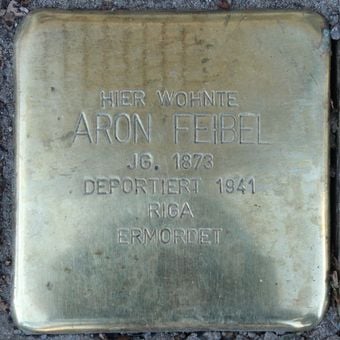 HIER WOHNTE
ARON FEIBEL
JG. 1873
DEPORTIERT 1941
RIGA
ERMORDET